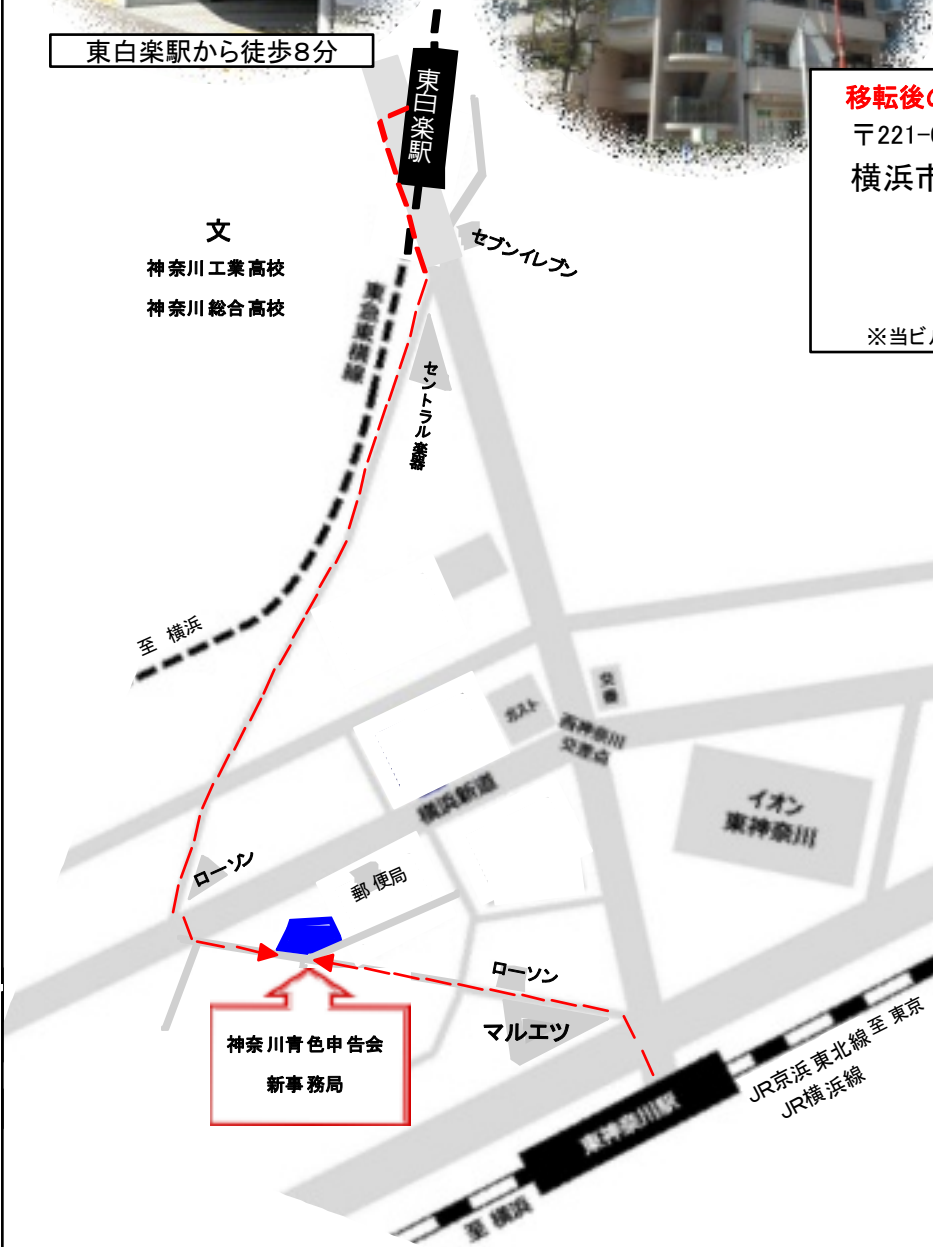 東白楽駅から徒歩8分
移転後の
〒221-
横浜市
※当ビル
東白楽駅
文
神奈川工業高校
神奈川総合高校
セブンイレブン
東急東横線
セントラル楽器
至 横浜
ガスト
交番
西神奈川
交差点
横浜新道
イオン
東神奈川
ローソン
郵便局
ローソン
マルエツ
神奈川青色申告会
新事務局
至 東京
JR京浜東北線
JR横浜線
東神奈川駅
至 横浜